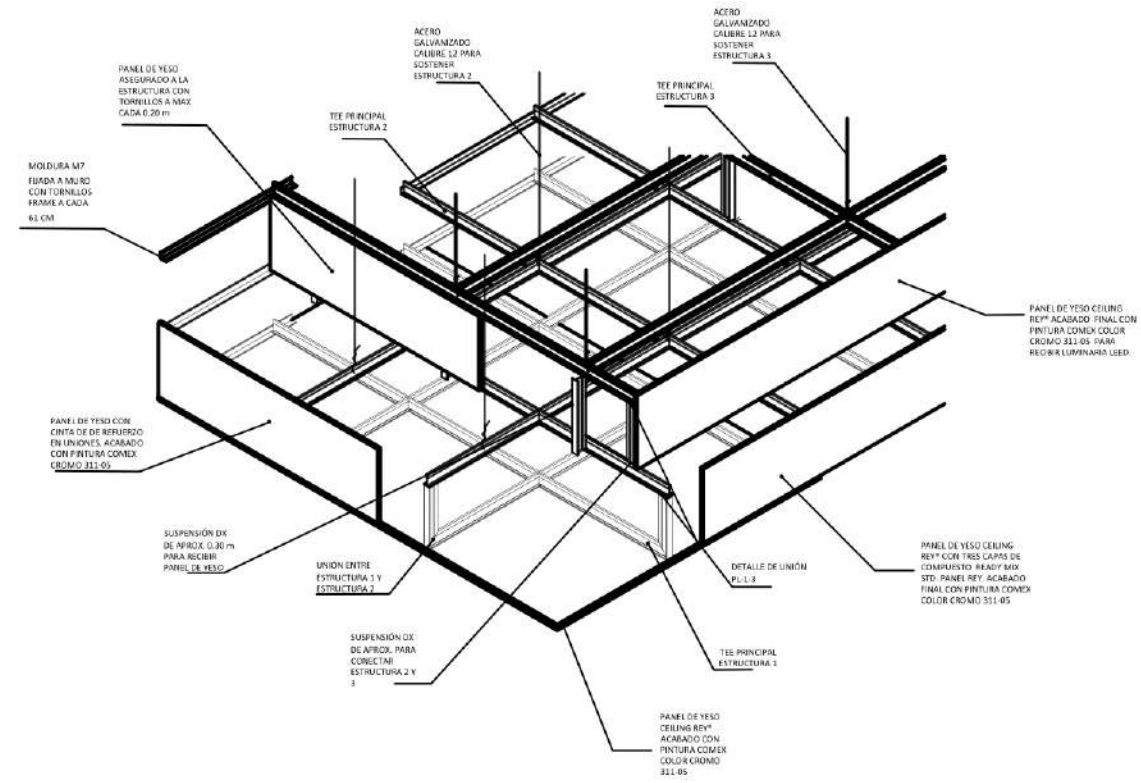 ACERO
GALVANIZADO
CALIBRE 12 PARA
SOSTENER
ESTRUCTURA 3
ACERO
GALVANIZADO
CALIBRE 12 PARA
SOSTENER
ESTRUCTURA 2
PANEL DE YESO
ASEGURADO A LA
ESTRUCTURA CON
TORNILLOS A MAX
CADA 0.20 m
TEE PRINCIPAL
ESTRUCTURA 3
TEE PRINCIPAL
ESTRUCTURA 2
MOLDURA M7
FIJADA A MURO
CON TORNILLOS
FRAME A CADA
61 CM
PANEL DE YESO CEILING
REY® ACABADO FINAL CON
PINTURA COMEX COLOR
CROMO 311-05 PARA
RECIBIR LUMINARIA LEED.
PANEL DE YESO CON
CINTA DE DE REFUERZO
EN UNIONES, ACABADO
CON PINTURA COMEX
CROMO 311-05
SUSPENSIÓN DX
DE APROX. 0.30 m
PARA RECIBIR
PANEL DE YESO
UNION ENTRE
ESTRUCTURA 1 Y
ESTRUCTURA 2
DETALLE DE UNIÓN
PL-1-3
PANEL DE YESO CEILING
REY® CON TRES CAPAS DE
COMPUESTO READY MIX
STD. PANEL REY. ACABADO
FINAL CON PINTURA COMEX
COLOR CROMO 311-05
SUSPENSIÓN DX
DE APROX. PARA
CONECTAR
ESTRUCTURA 2 Y
3
TEE PRINCIPAL
ESTRUCTURA 1
PANEL DE YESO
CEILING REY®
ACABADO CON
PINTURA COMEX
COLOR CROMO
311-05